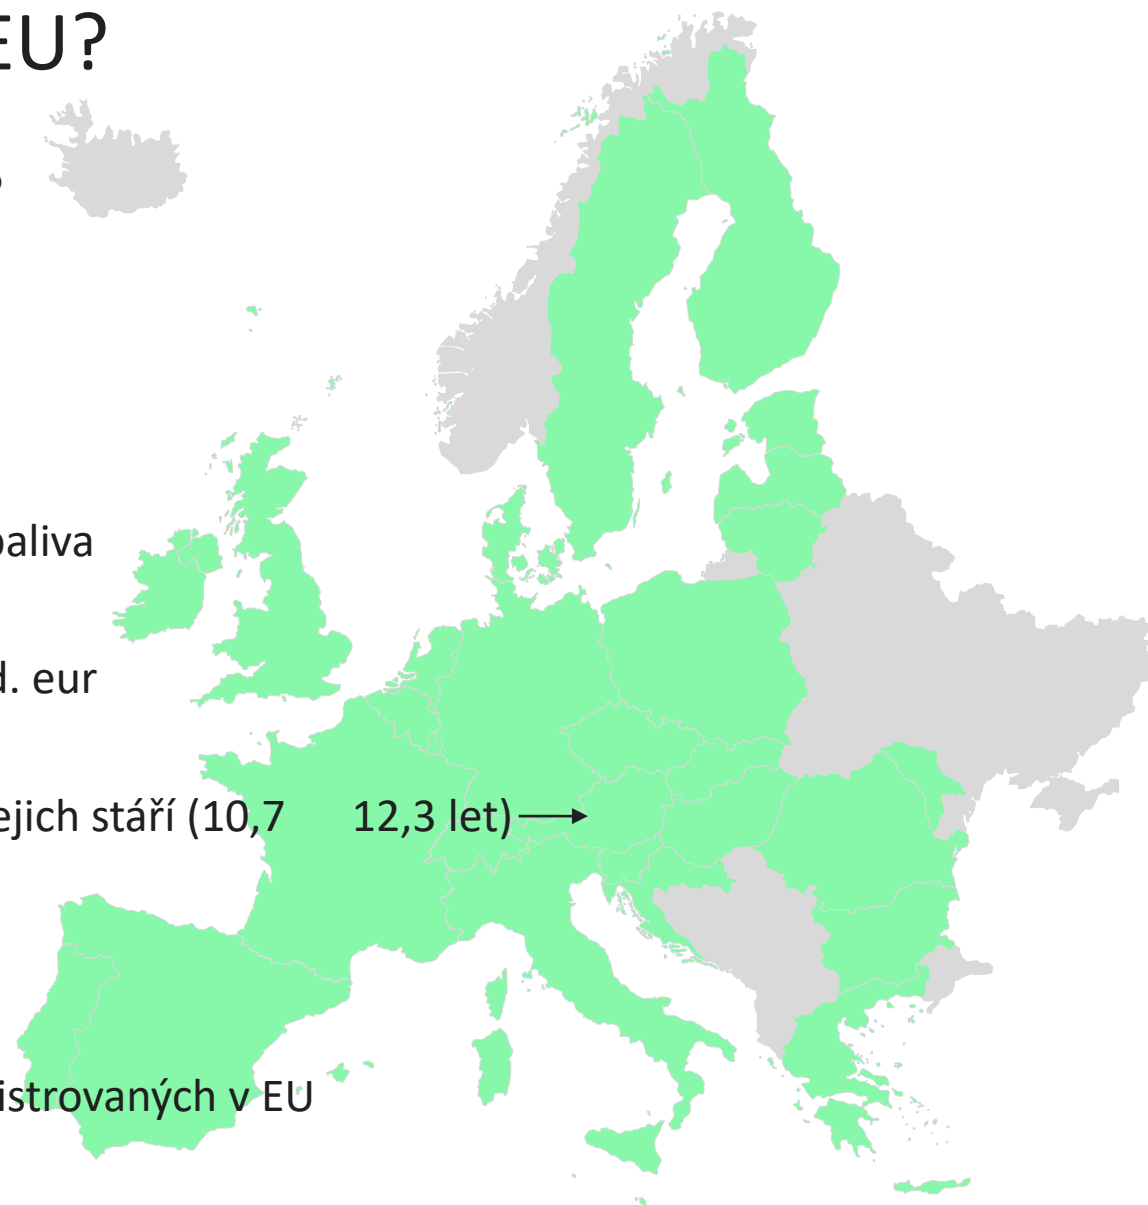 EU?
paliva
d. eur
ejich stáří (10,7 12,3 let)
istrovaných v EU